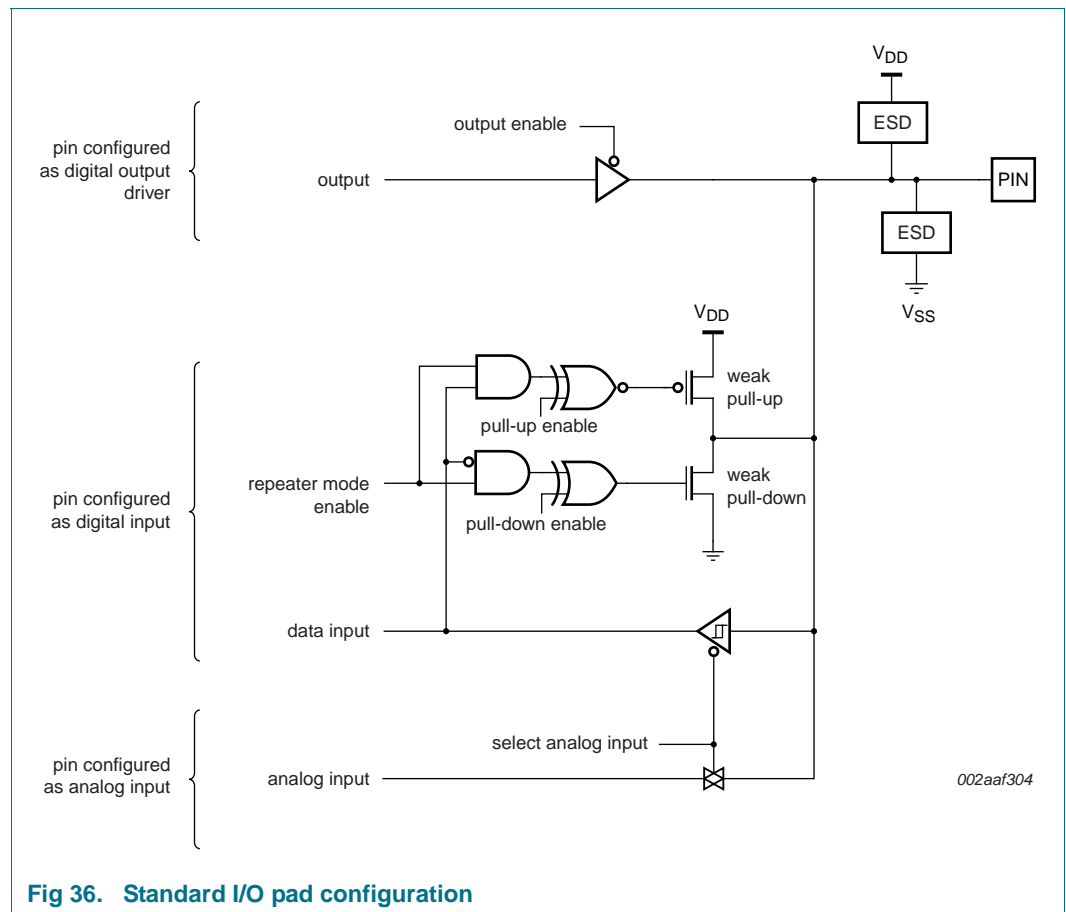 VDD
ESD
output enable
pin configured
as digital output
driver
output
PIN
ESD
VSS
VDD
weak
pull-up
pull-up enable
pin configured
as digital input
repeater mode
enable
weak
pull-down
pull-down enable
data input
select analog input
pin configured
as analog input
analog input
002aaf304
Fig 36. Standard I/O pad configuration